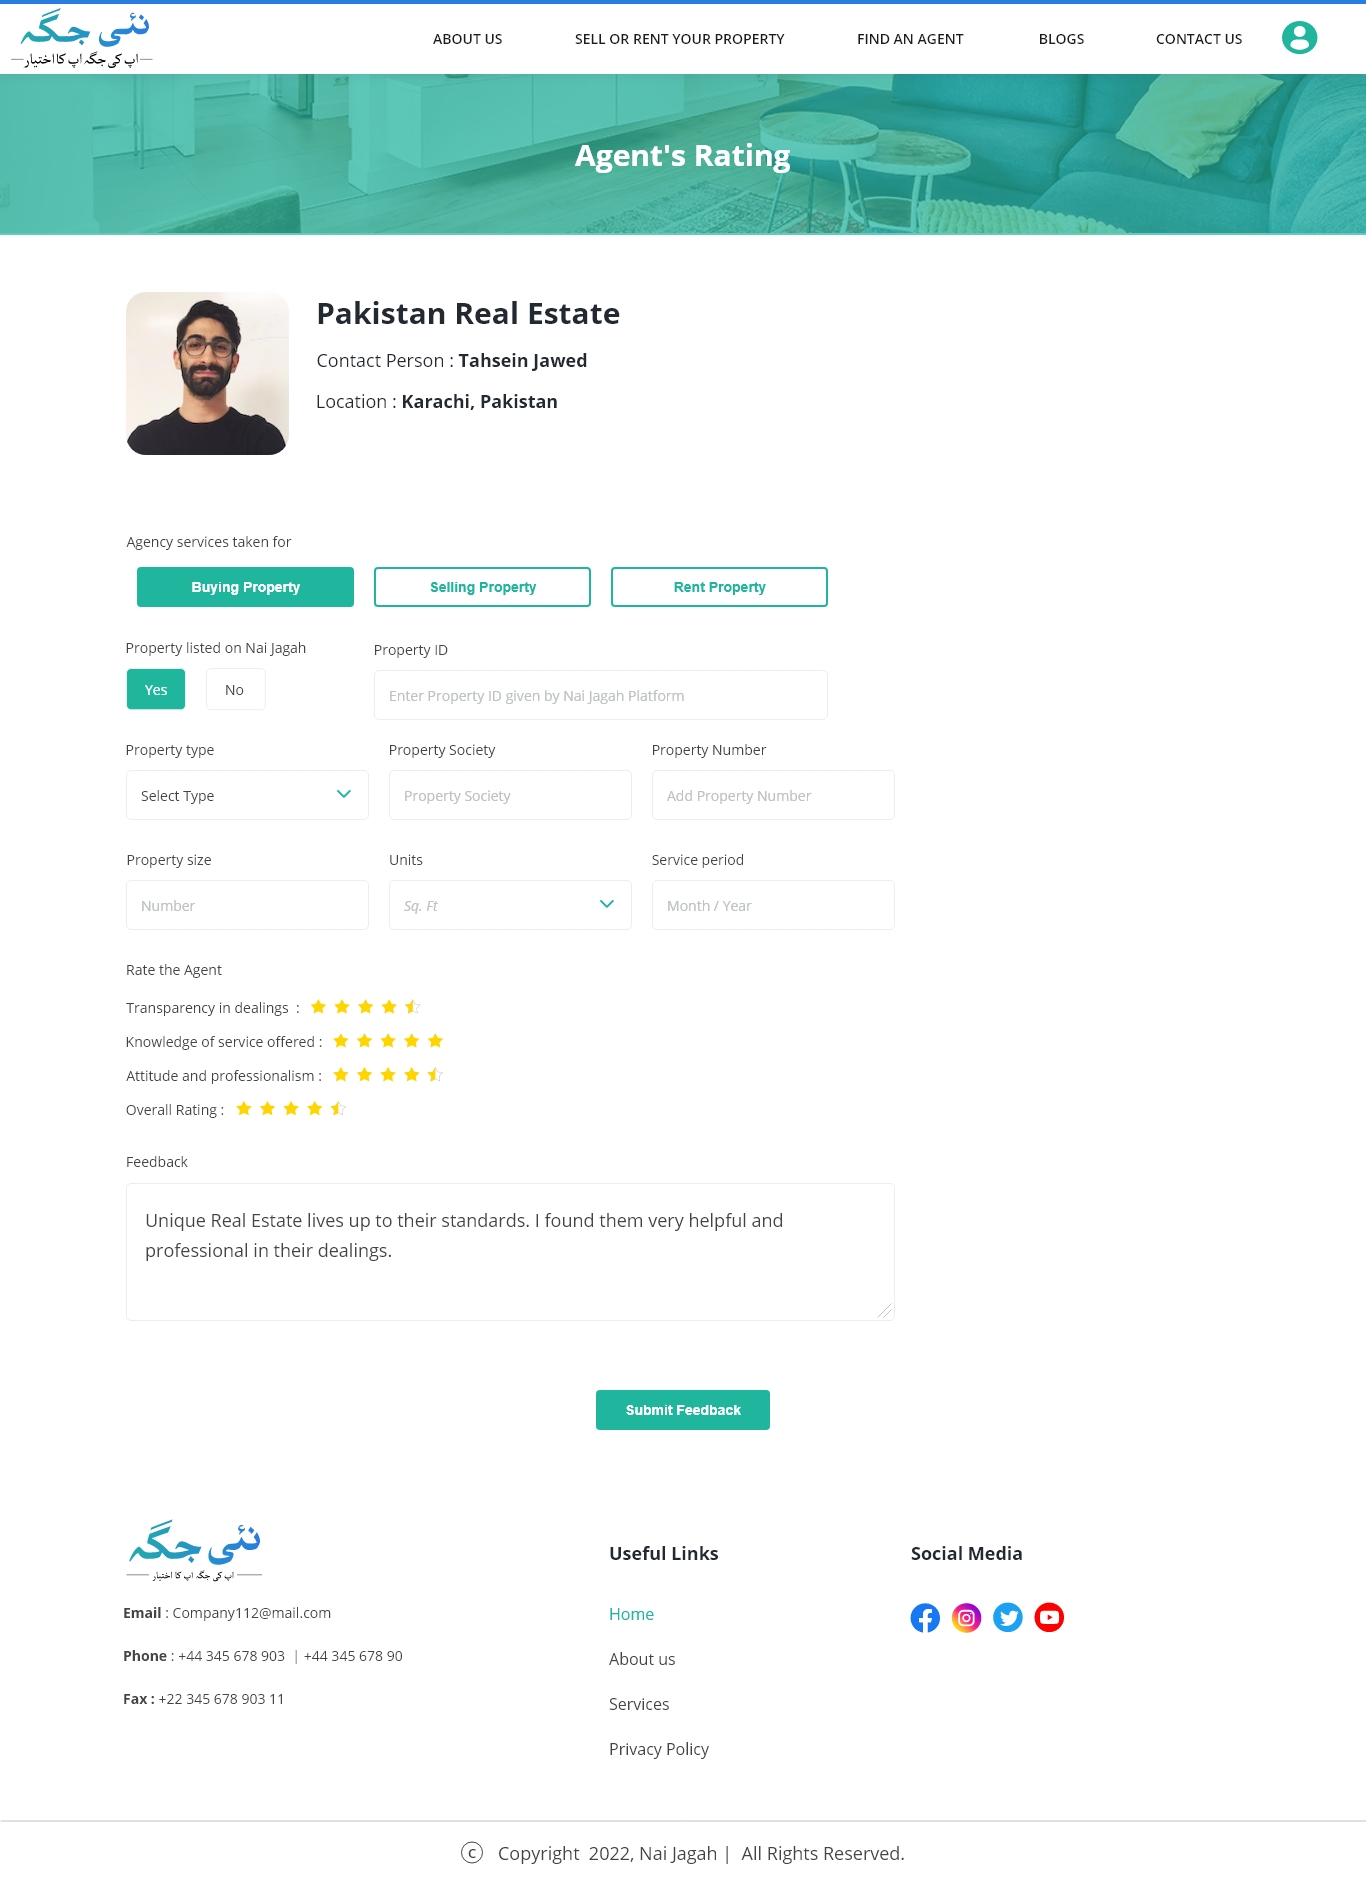 نئی جگہ
اپ کی جگہ اپ کا اختیار
ABOUT US
SELL OR RENT YOUR PROPERTY
FIND AN AGENT
BLOGS
CONTACT US
Agent's Rating
Pakistan Real Estate
Contact Person : Tahsein Jawed
Location : Karachi, Pakistan
Agency services taken for
Buying Property
Selling Property
Rent Property
Property listed on Nai Jagah
Property ID
Yes
No
Enter Property ID given by Nai Jagah Platform
Property type
Property Society
Property Number
Select Type
Property Society
Add Property Number
Property size
Units
Service period
Number
Sq. Ft
Month / Year
Rate the Agent
Transparency in dealings :
Knowledge of service offered :
Attitude and professionalism :
Overall Rating :
Feedback
Unique Real Estate lives up to their standards. I found them very helpful and
professional in their dealings.
Submit Feedback
نئی جگہ
اپ کی جگہ اپ کا اختیار
Useful Links
Social Media
Email : Company112@mail.com
Phone : +44 345 678 903 | +44 345 678 90
Fax : +22 345 678 903 11
Home
About us
Services
Privacy Policy
© Copyright 2022, Nai Jagah | All Rights Reserved.